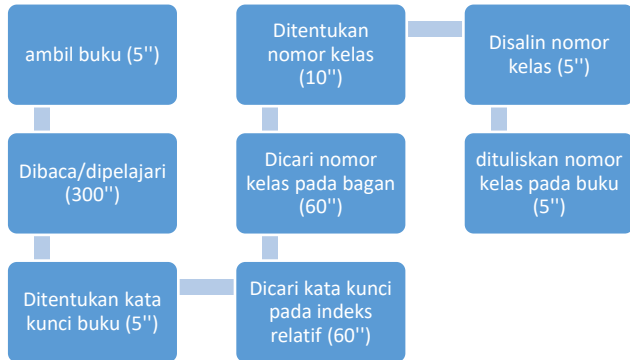 ambil buku (5'')
Dibaca/dipelajari
(300'')
Ditentukan kata
kunci buku (5'')
Dicari kata kunci
pada indeks
relatif (60'')
Dicari nomor
kelas pada bagan
(60'')
Ditentukan
nomor kelas
(10'')
Disalin nomor
kelas (5'')
dituliskan nomor
kelas pada buku
(5'')